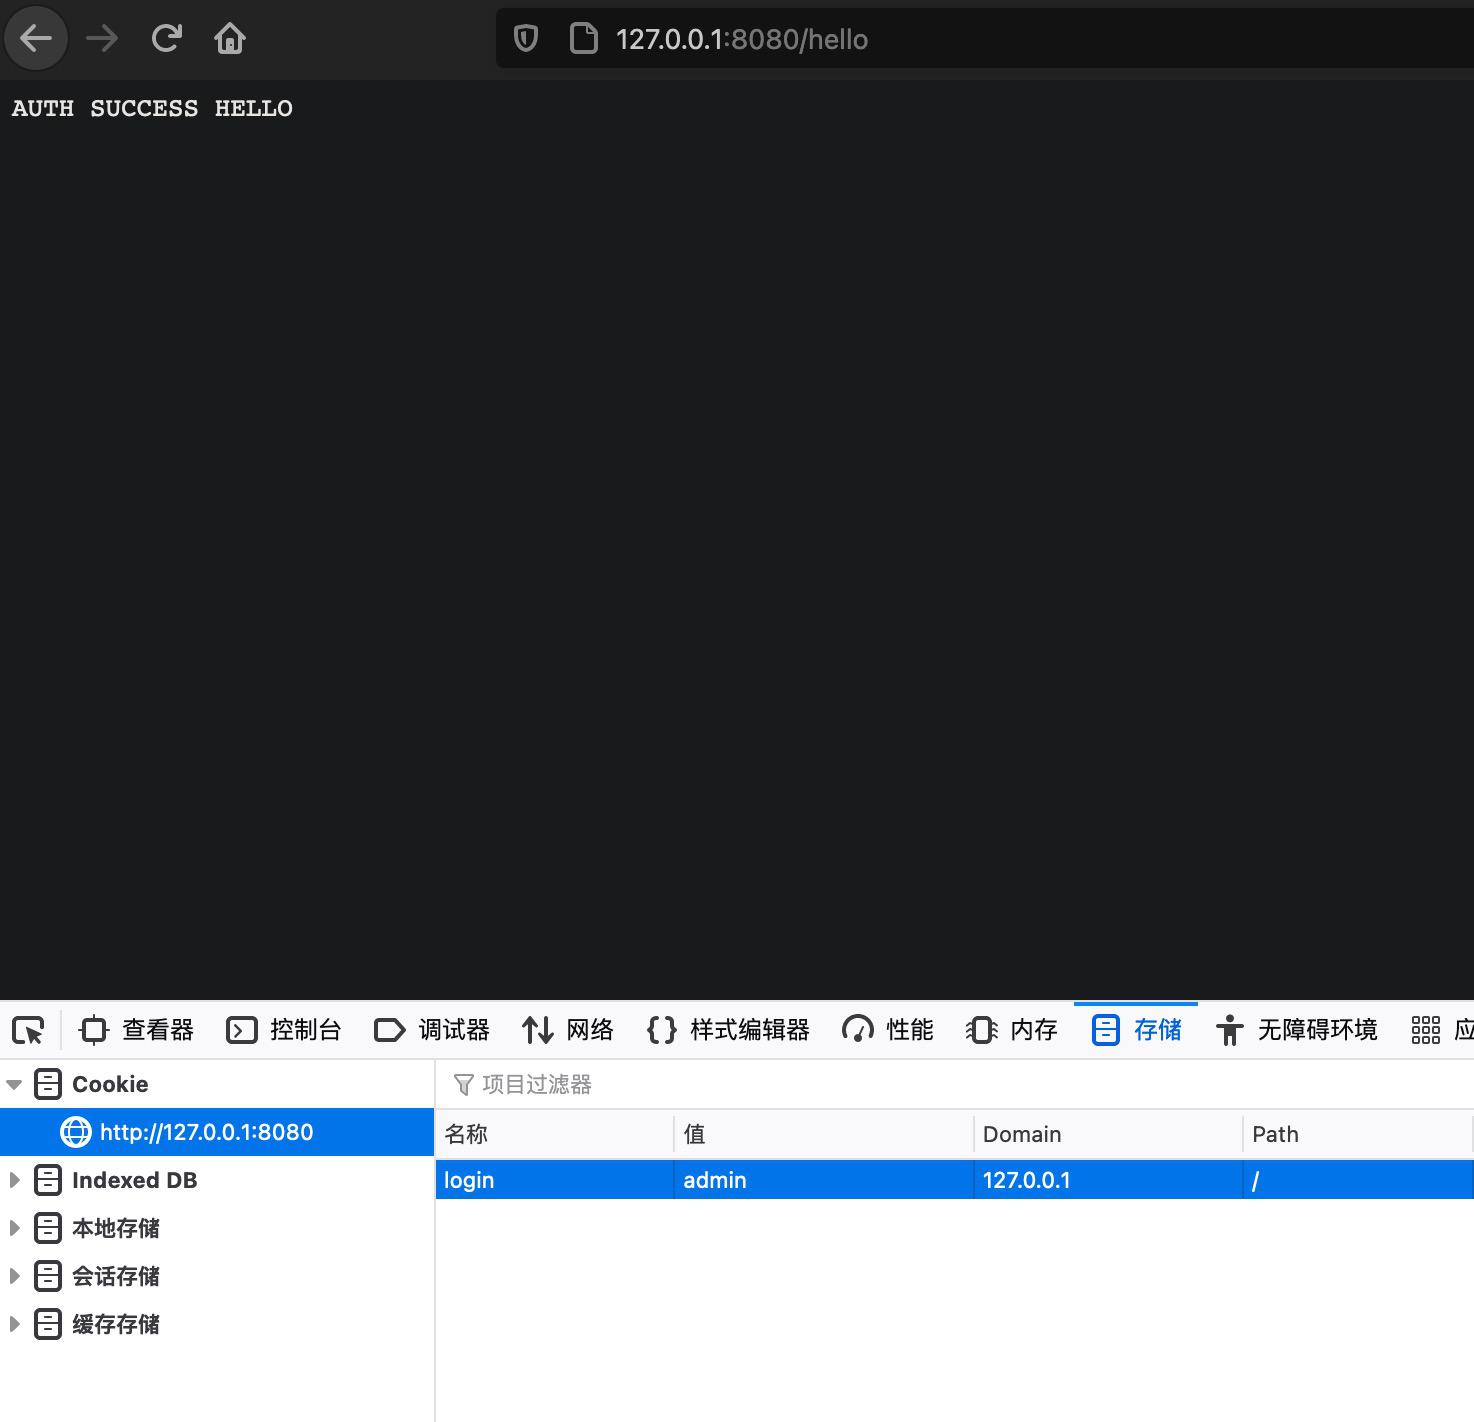 127.0.0.1:8080/hello
AUTH SUCCESS HELLO
查看器 控制台 调试器 网络 样式编辑器 性能 内存 存储 无障碍环境 应
Cookie
http://127.0.0.1:8080
Indexed DB
本地存储
会话存储
缓存存储
项目过滤器
名称 值 Domain Path
login admin 127.0.0.1 /